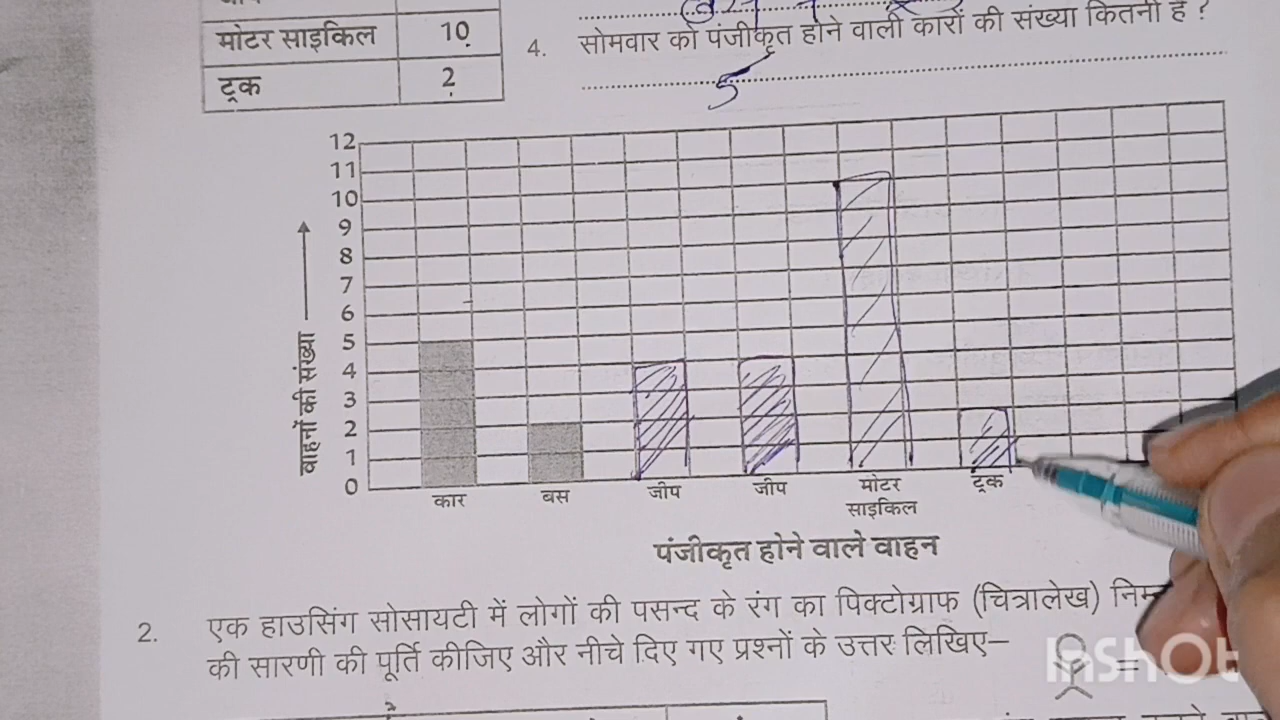 मोटर साइकिल 10
ट्रक 2
4. सोमवार को पंजीकृत होने वाली कारों की संख्या कितनी है ?
5
12
11
10
9
8
7
6
5
4
3
2
1
0
वाहनों की संख्या
कार बस जीप जीप मोटर साइकिल ट्रक
पंजीकृत होने वाले वाहन
2. एक हाउसिंग सोसायटी में लोगों की पसन्द के रंग का पिक्टोग्राफ (चित्रालेख)
की सारणी की पूर्ति कीजिए और नीचे दिए गए प्रश्नों के उत्तर लिखिए–
=
InShOt